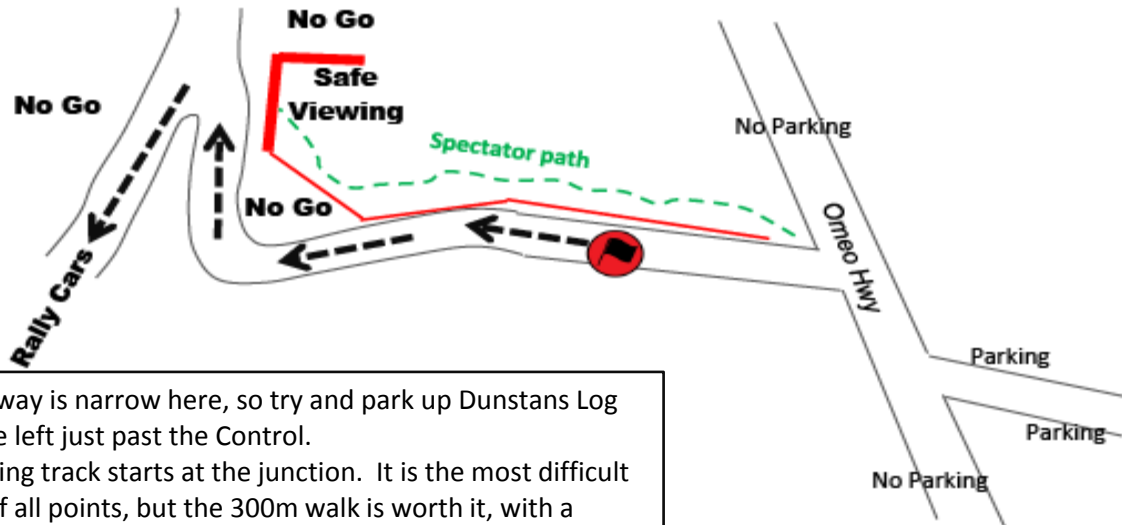 No Go
Safe
Viewing
No Go
No Parking
Spectator path
No Go
Omeo Hwy
Rally Cars
Parking
Parking
No Parking
way is narrow here, so try and park up Dunstans Log
left just past the Control.
ing track starts at the junction. It is the most difficult
of all points, but the 300m walk is worth it, with a